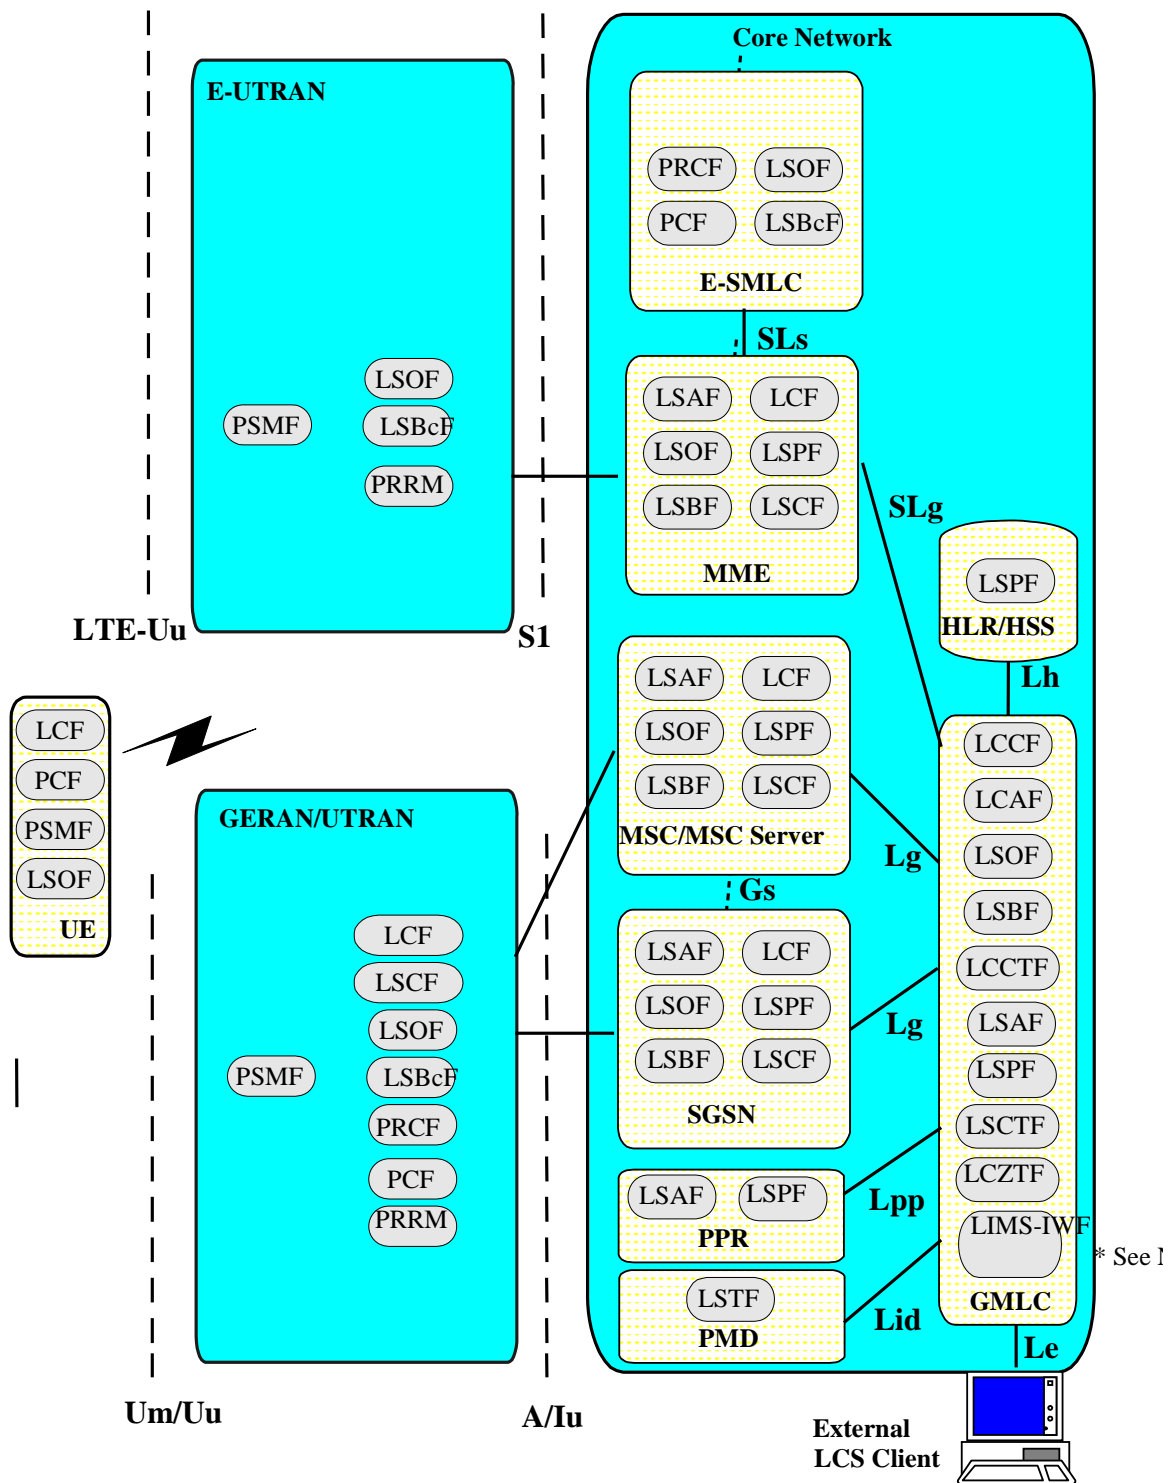 Core Network
E-UTRAN
PRCF
LSOF
PCF
LSBcF
E-SMLC
SLs
LSOF
PSMF
LSBcF
PRRM
LSAF
LCF
LSOF
LSPF
LSBF
LSCF
MME
SLg
LSPF
HLR/HSS
LTE-Uu
S1
Lh
LCF
PCF
PSMF
LSOF
UE
LSAF
LCF
LSOF
LSPF
LSBF
LSCF
MSC/MSC Server
Lg
Gs
GERAN/UTRAN
LCF
LSCF
LSOF
PSMF
LSBcF
PRCF
PCF
PRRM
LSAF
LCF
LSOF
LSPF
LSBF
LSCF
SGSN
Lg
LSAF
LSPF
PPR
Lpp
LSTF
PMD
Lid
LCCF
LCAF
LSOF
LSBF
LCCTF
LSAF
LSPF
LSCTF
LCZTF
LIMS-IWF
GMLC
* See
Le
Um/Uu
A/Iu
External
LCS Client